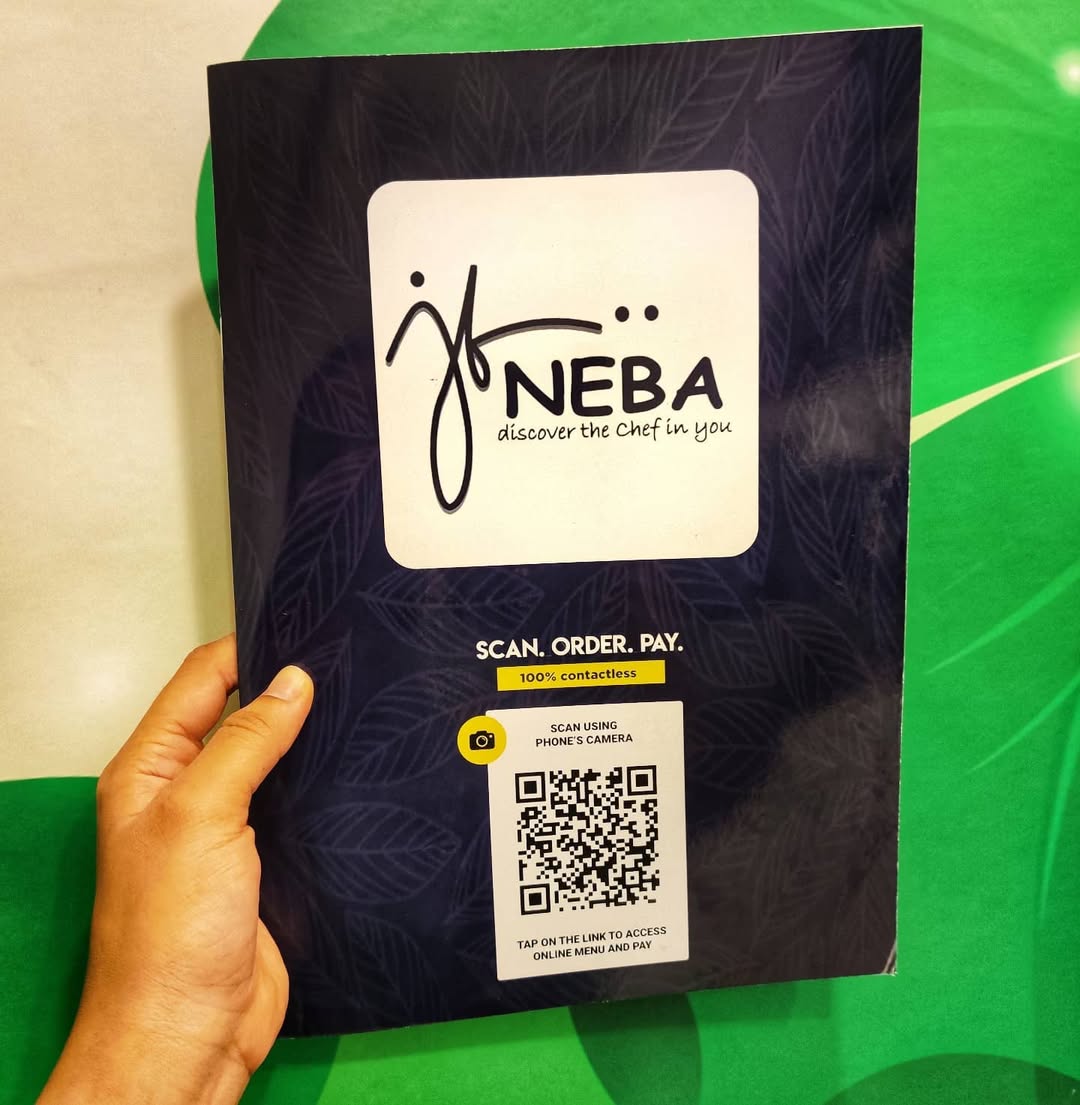 NEBA
discover the Chef in you
SCAN. ORDER. PAY.
100% contactless
SCAN USING
PHONE'S CAMERA
TAP ON THE LINK TO ACCESS
ONLINE MENU AND PAY